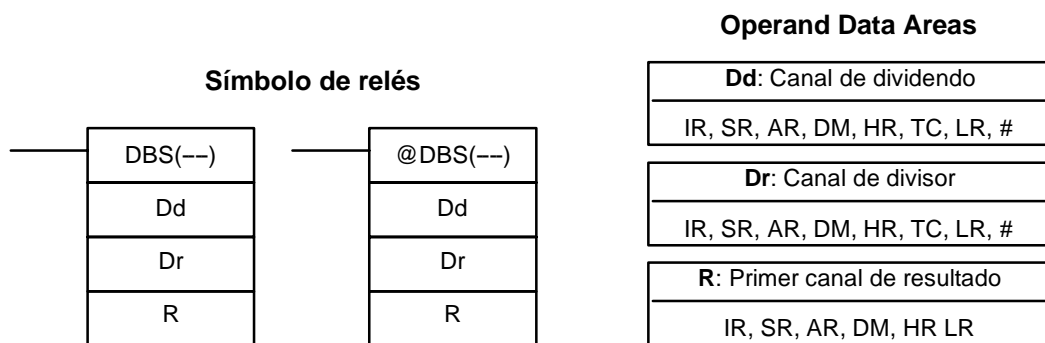 Operand Data Areas
Símbolo de relés
DBS(−−)
Dd
Dr
R
@DBS(−−)
Dd
Dr
R
Dd: Canal de dividendo
IR, SR, AR, DM, HR, TC, LR, #
Dr: Canal de divisor
IR, SR, AR, DM, HR, TC, LR, #
R: Primer canal de resultado
IR, SR, AR, DM, HR LR